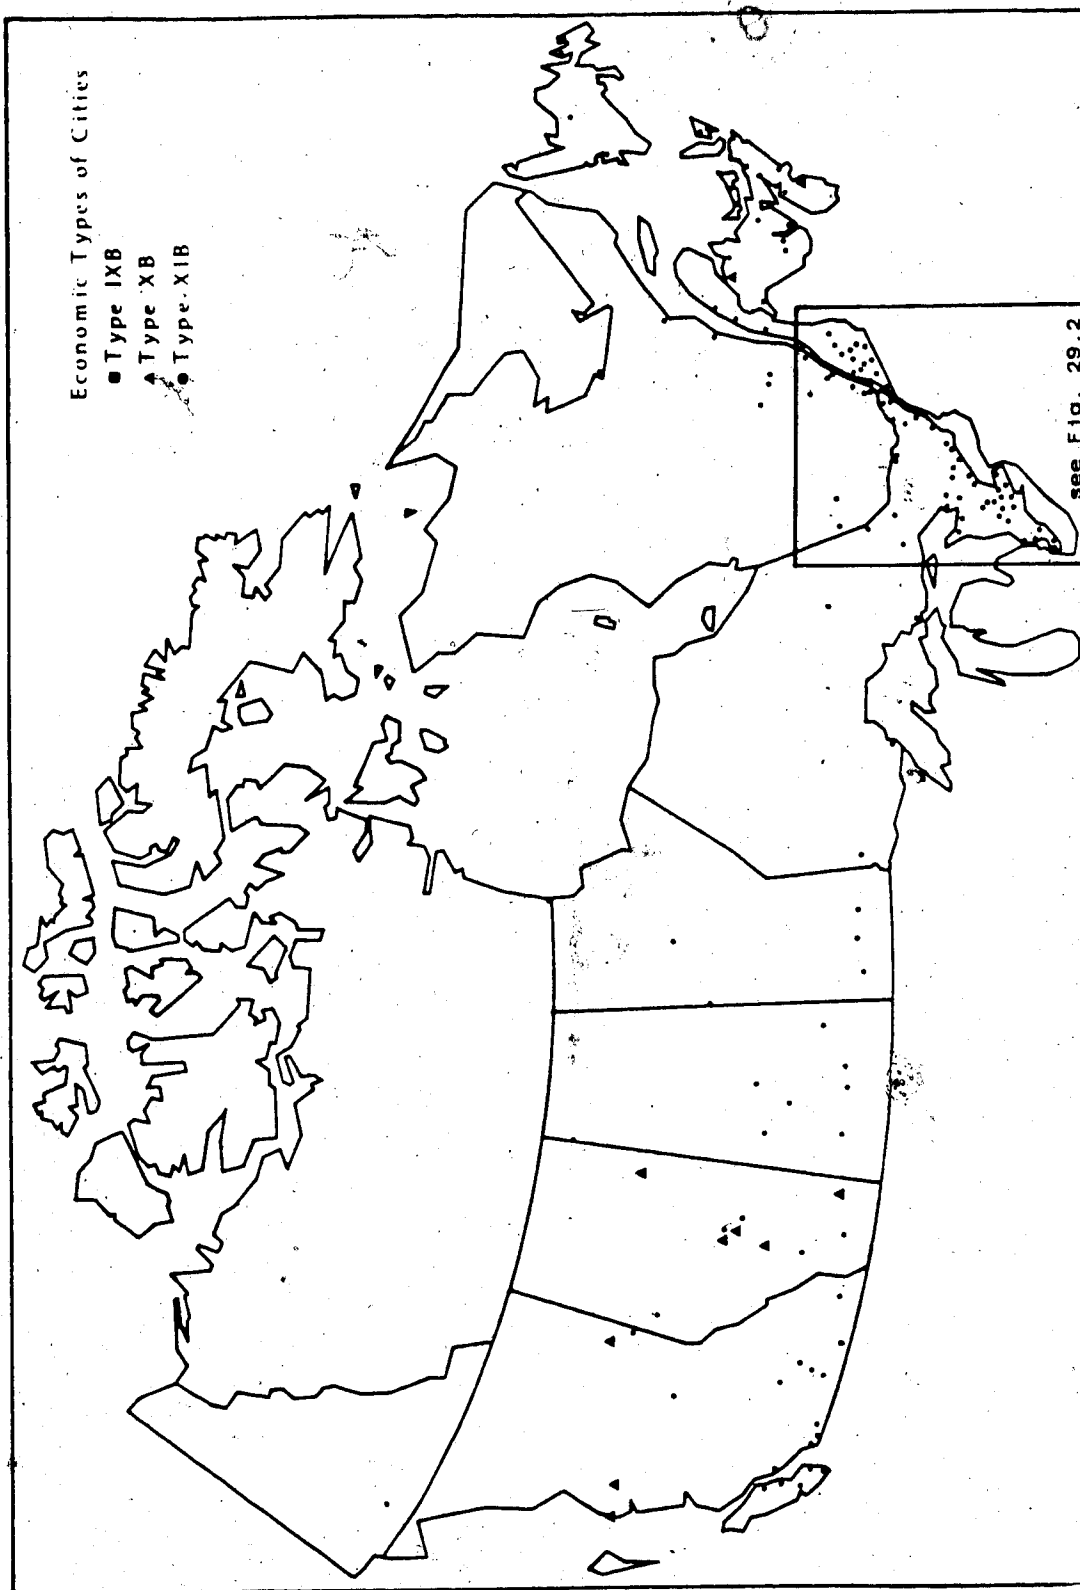 Economic Types of Cities
■ Type IXB
▲ Type XB
● Type XIB
see Fig. 29.2